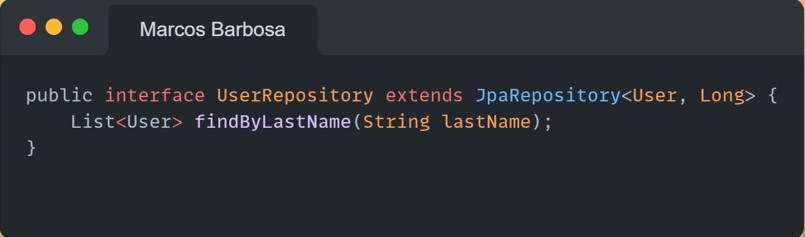 Marcos Barbosa
public interface UserRepository extends JpaRepository<User, Long> {
    List<User> findByLastName(String lastName);
}